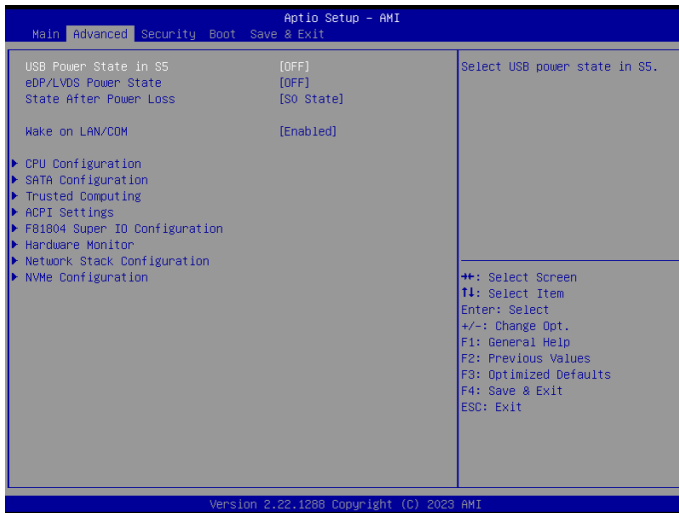 Aptio Setup – AMI
Main Advanced Security Boot Save & Exit
USB Power State in S5 [OFF]
eDP/LVDS Power State [OFF]
State After Power Loss [S0 State]
Wake on LAN/COM [Enabled]
CPU Configuration
SATA Configuration
Trusted Computing
ACPI Settings
F81804 Super IO Configuration
Hardware Monitor
Network Stack Configuration
NVMe Configuration
Select USB power state in S5.
→←: Select Screen
↑↓: Select Item
Enter: Select
+/-: Change Opt.
F1: General Help
F2: Previous Values
F3: Optimized Defaults
F4: Save & Exit
ESC: Exit
Version 2.22.1288 Copyright (C) 2023 AMI